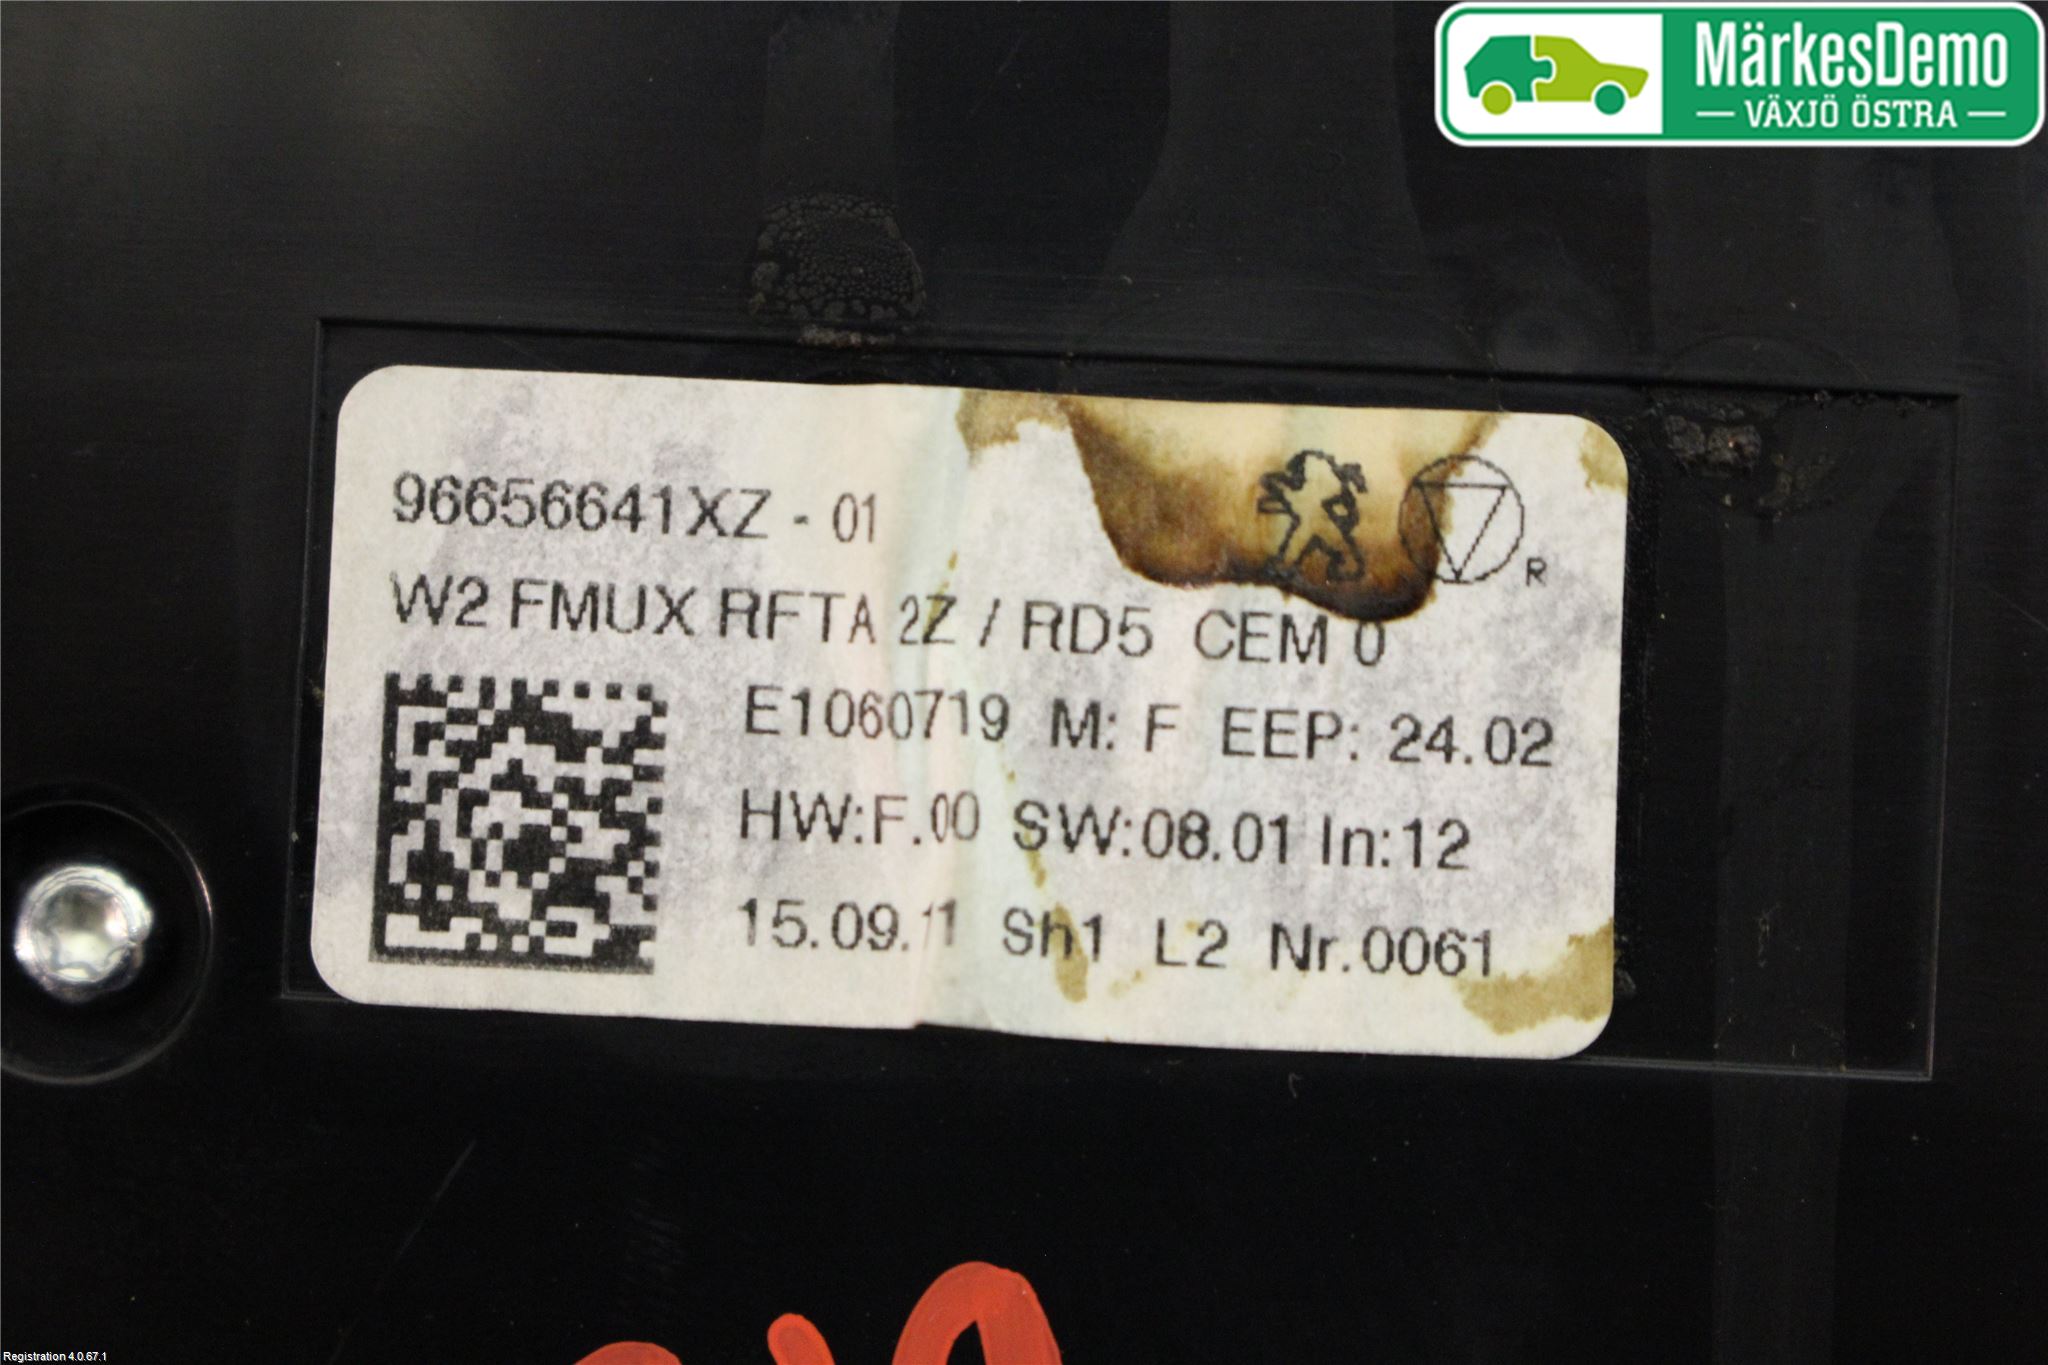 MärkesDemo
VÄXJÖ ÖSTRA
96656641XZ - 01
W2 FMUX RFTA 2Z / RD5 CEM 0
R
E1060719 M: F EEP: 24.02
HW:F.00 SW:08.01 In:12
15.09.11 Sh1 L2 Nr.0061
Registration 4.0.67.1